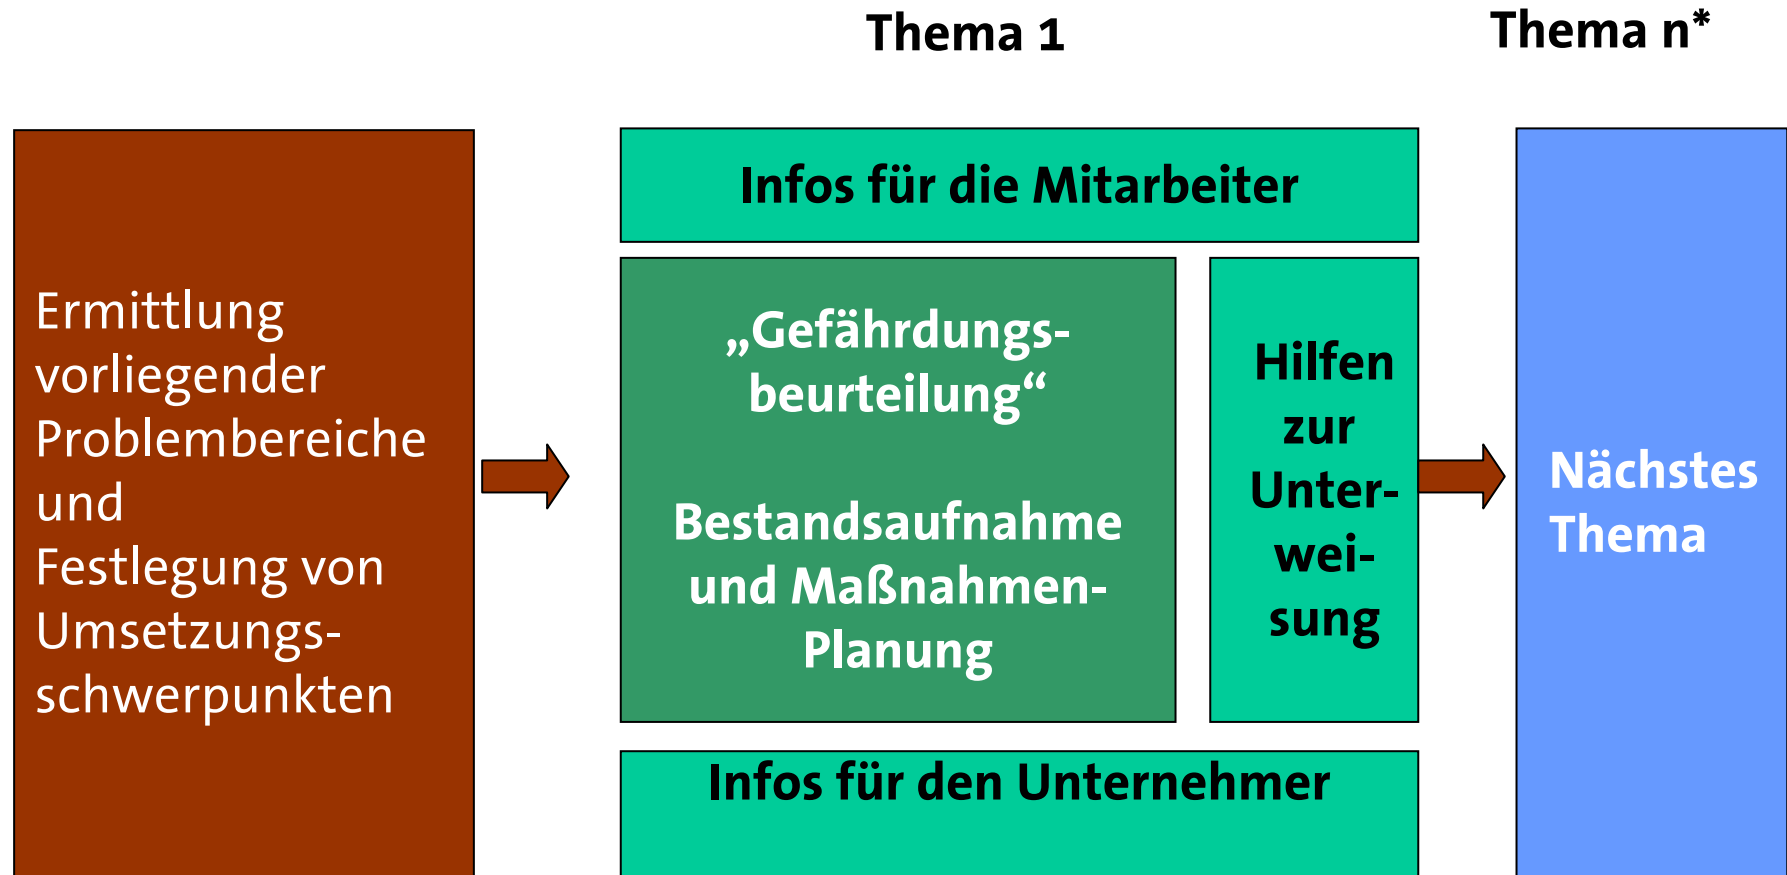 Thema 1
Thema n*
Ermittlung
vorliegender
Problembereiche
und
Festlegung von
Umsetzungs-
schwerpunkten
Infos für die Mitarbeiter
„Gefährdungs-
beurteilung“
Bestandsaufnahme
und Maßnahmen-
Planung
Hilfen
zur
Unter-
wei-
sung
Infos für den Unternehmer
Nächstes
Thema